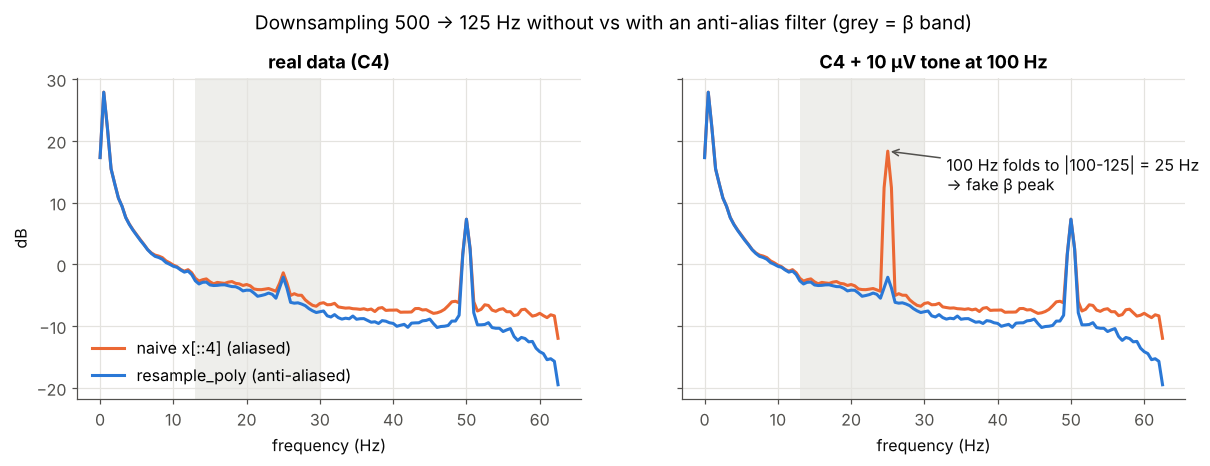 Downsampling 500 → 125 Hz without vs with an anti-alias filter (grey = β band)
real data (C4)
30
20
10
0
−10
−20
dB
naive x[::4] (aliased)
resample_poly (anti-aliased)
0 10 20 30 40 50 60
frequency (Hz)
C4 + 10 µV tone at 100 Hz
100 Hz folds to |100-125| = 25 Hz
→ fake β peak
0 10 20 30 40 50 60
frequency (Hz)